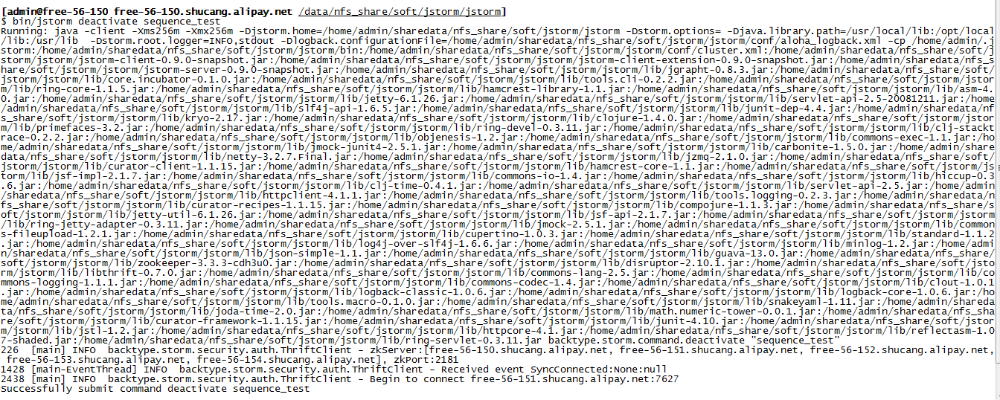 [admin@free-56-150 free-56-150.shucang.alipay.net /data/nfs_share/soft/jstorm/jstorm]
$ bin/jstorm deactivate sequence_test
Running: java -client -Xms256m -Xmx256m -Djstorm.home=/home/admin/sharedata/nfs_share/soft/jstorm/jstorm -Dstorm.options= -Djava.library.path=/usr/local/lib:/opt/local
/lib:/usr/lib  -Dstorm.root.logger=INFO,stdout -Dlogback.configurationFile=/home/admin/sharedata/nfs_share/soft/jstorm/jstorm/conf/aloha_logback.xml -cp /home/admin/.j
storm:/home/admin/sharedata/nfs_share/soft/jstorm/jstorm/bin:/home/admin/sharedata/nfs_share/soft/jstorm/jstorm/conf/cluster.xml:/home/admin/sharedata/nfs_share/soft/j
storm/jstorm/jstorm-client-0.9.0-snapshot.jar:/home/admin/sharedata/nfs_share/soft/jstorm/jstorm/jstorm-client-extension-0.9.0-snapshot.jar:/home/admin/sharedata/nfs_s
hare/soft/jstorm/jstorm/jstorm-server-0.9.0-snapshot.jar:/home/admin/sharedata/nfs_share/soft/jstorm/jstorm/lib/jgrapht-0.8.3.jar:/home/admin/sharedata/nfs_share/soft/
jstorm/jstorm/lib/core.incubator-0.1.0.jar:/home/admin/sharedata/nfs_share/soft/jstorm/jstorm/lib/tools.cli-0.2.2.jar:/home/admin/sharedata/nfs_share/soft/jstorm/jstor
m/lib/ring-core-1.1.5.jar:/home/admin/sharedata/nfs_share/soft/jstorm/jstorm/lib/hamcrest-library-1.1.jar:/home/admin/sharedata/nfs_share/soft/jstorm/jstorm/lib/asm-4.
0.jar:/home/admin/sharedata/nfs_share/soft/jstorm/jstorm/lib/jetty-6.1.26.jar:/home/admin/sharedata/nfs_share/soft/jstorm/jstorm/lib/servlet-api-2.5-20081211.jar:/home
/admin/sharedata/nfs_share/soft/jstorm/jstorm/lib/slf4j-api-1.6.5.jar:/home/admin/sharedata/nfs_share/soft/jstorm/jstorm/lib/junit-dep-4.4.jar:/home/admin/sharedata/nf
s_share/soft/jstorm/jstorm/lib/kryo-2.17.jar:/home/admin/sharedata/nfs_share/soft/jstorm/jstorm/lib/clojure-1.4.0.jar:/home/admin/sharedata/nfs_share/soft/jstorm/jstor
m/lib/primefaces-3.2.jar:/home/admin/sharedata/nfs_share/soft/jstorm/jstorm/lib/ring-devel-0.3.11.jar:/home/admin/sharedata/nfs_share/soft/jstorm/jstorm/lib/clj-stackt
race-0.2.2.jar:/home/admin/sharedata/nfs_share/soft/jstorm/jstorm/lib/objenesis-1.2.jar:/home/admin/sharedata/nfs_share/soft/jstorm/jstorm/lib/commons-exec-1.1.jar:/ho
me/admin/sharedata/nfs_share/soft/jstorm/jstorm/lib/jmock-junit4-2.5.1.jar:/home/admin/sharedata/nfs_share/soft/jstorm/jstorm/lib/carbonite-1.5.0.jar:/home/admin/share
data/nfs_share/soft/jstorm/jstorm/lib/netty-3.2.7.Final.jar:/home/admin/sharedata/nfs_share/soft/jstorm/jstorm/lib/jzmq-2.1.0.jar:/home/admin/sharedata/nfs_share/soft/
jstorm/jstorm/lib/curator-client-1.1.15.jar:/home/admin/sharedata/nfs_share/soft/jstorm/jstorm/lib/hamcrest-core-1.1.jar:/home/admin/sharedata/nfs_share/soft/jstorm/js
torm/lib/jsf-impl-2.1.7.jar:/home/admin/sharedata/nfs_share/soft/jstorm/jstorm/lib/commons-io-1.4.jar:/home/admin/sharedata/nfs_share/soft/jstorm/jstorm/lib/hiccup-0.3
.6.jar:/home/admin/sharedata/nfs_share/soft/jstorm/jstorm/lib/clj-time-0.4.1.jar:/home/admin/sharedata/nfs_share/soft/jstorm/jstorm/lib/servlet-api-2.5.jar:/home/admin
/sharedata/nfs_share/soft/jstorm/jstorm/lib/httpclient-4.1.1.jar:/home/admin/sharedata/nfs_share/soft/jstorm/jstorm/lib/tools.logging-0.2.3.jar:/home/admin/sharedata/n
fs_share/soft/jstorm/jstorm/lib/curator-recipes-1.1.15.jar:/home/admin/sharedata/nfs_share/soft/jstorm/jstorm/lib/compojure-1.1.3.jar:/home/admin/sharedata/nfs_share/s
oft/jstorm/jstorm/lib/jetty-util-6.1.26.jar:/home/admin/sharedata/nfs_share/soft/jstorm/jstorm/lib/jsf-api-2.1.7.jar:/home/admin/sharedata/nfs_share/soft/jstorm/jstorm
/lib/ring-jetty-adapter-0.3.11.jar:/home/admin/sharedata/nfs_share/soft/jstorm/jstorm/lib/jmock-2.5.1.jar:/home/admin/sharedata/nfs_share/soft/jstorm/jstorm/lib/common
s-fileupload-1.2.1.jar:/home/admin/sharedata/nfs_share/soft/jstorm/jstorm/lib/cupertino-1.0.3.jar:/home/admin/sharedata/nfs_share/soft/jstorm/jstorm/lib/standard-1.1.2
.jar:/home/admin/sharedata/nfs_share/soft/jstorm/jstorm/lib/log4j-over-slf4j-1.6.6.jar:/home/admin/sharedata/nfs_share/soft/jstorm/jstorm/lib/minlog-1.2.jar:/home/admi
n/sharedata/nfs_share/soft/jstorm/jstorm/lib/json-simple-1.1.jar:/home/admin/sharedata/nfs_share/soft/jstorm/jstorm/lib/guava-13.0.jar:/home/admin/sharedata/nfs_share/
soft/jstorm/jstorm/lib/zookeeper-3.3.3-cdh3u0.jar:/home/admin/sharedata/nfs_share/soft/jstorm/jstorm/lib/disruptor-2.10.1.jar:/home/admin/sharedata/nfs_share/soft/jsto
rm/jstorm/lib/libthrift-0.7.0.jar:/home/admin/sharedata/nfs_share/soft/jstorm/jstorm/lib/commons-lang-2.5.jar:/home/admin/sharedata/nfs_share/soft/jstorm/jstorm/lib/co
mmons-logging-1.1.1.jar:/home/admin/sharedata/nfs_share/soft/jstorm/jstorm/lib/commons-codec-1.4.jar:/home/admin/sharedata/nfs_share/soft/jstorm/jstorm/lib/clout-1.0.1
.jar:/home/admin/sharedata/nfs_share/soft/jstorm/jstorm/lib/logback-classic-1.0.6.jar:/home/admin/sharedata/nfs_share/soft/jstorm/jstorm/lib/logback-core-1.0.6.jar:/ho
me/admin/sharedata/nfs_share/soft/jstorm/jstorm/lib/tools.macro-0.1.0.jar:/home/admin/sharedata/nfs_share/soft/jstorm/jstorm/lib/snakeyaml-1.11.jar:/home/admin/shareda
ta/nfs_share/soft/jstorm/jstorm/lib/joda-time-2.0.jar:/home/admin/sharedata/nfs_share/soft/jstorm/jstorm/lib/math.numeric-tower-0.0.1.jar:/home/admin/sharedata/nfs_sha
re/soft/jstorm/jstorm/lib/curator-framework-1.1.15.jar:/home/admin/sharedata/nfs_share/soft/jstorm/jstorm/lib/junit-4.10.jar:/home/admin/sharedata/nfs_share/soft/jstor
m/jstorm/lib/jstl-1.2.jar:/home/admin/sharedata/nfs_share/soft/jstorm/jstorm/lib/httpcore-4.1.jar:/home/admin/sharedata/nfs_share/soft/jstorm/jstorm/lib/reflectasm-1.0
7-shaded.jar:/home/admin/sharedata/nfs_share/soft/jstorm/jstorm/lib/ring-servlet-0.3.11.jar backtype.storm.command.deactivate "sequence_test"
226  [main] INFO  backtype.storm.security.auth.ThriftClient - zkServer:[free-56-150.shucang.alipay.net, free-56-151.shucang.alipay.net, free-56-152.shucang.alipay.net,
 free-56-153.shucang.alipay.net, free-56-154.shucang.alipay.net], zkPort:2181
1428 [main-EventThread] INFO  backtype.storm.security.auth.ThriftClient - Received event SyncConnected:None:null
2438 [main] INFO  backtype.storm.security.auth.ThriftClient - Begin to connect free-56-151.shucang.alipay.net:7627
Successfully submit command deactivate sequence_test